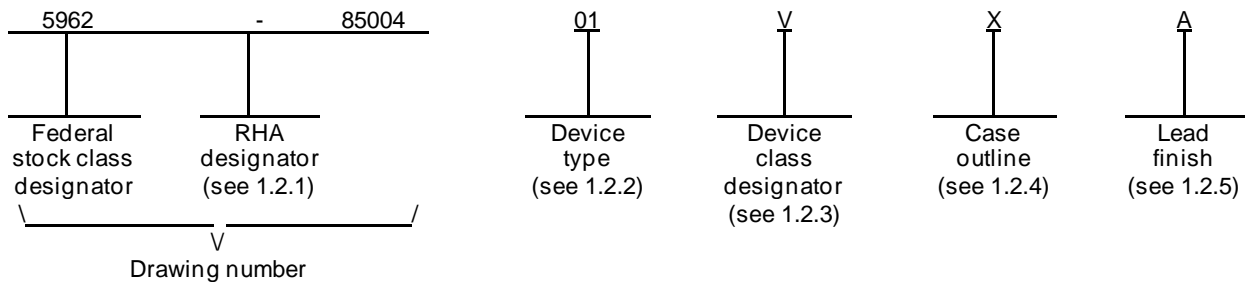 5962 - 85004 01 V X A
Federal stock class designator
RHA designator (see 1.2.1)
Device type (see 1.2.2)
Device class designator (see 1.2.3)
Case outline (see 1.2.4)
Lead finish (see 1.2.5)
\ /
\/
Drawing number